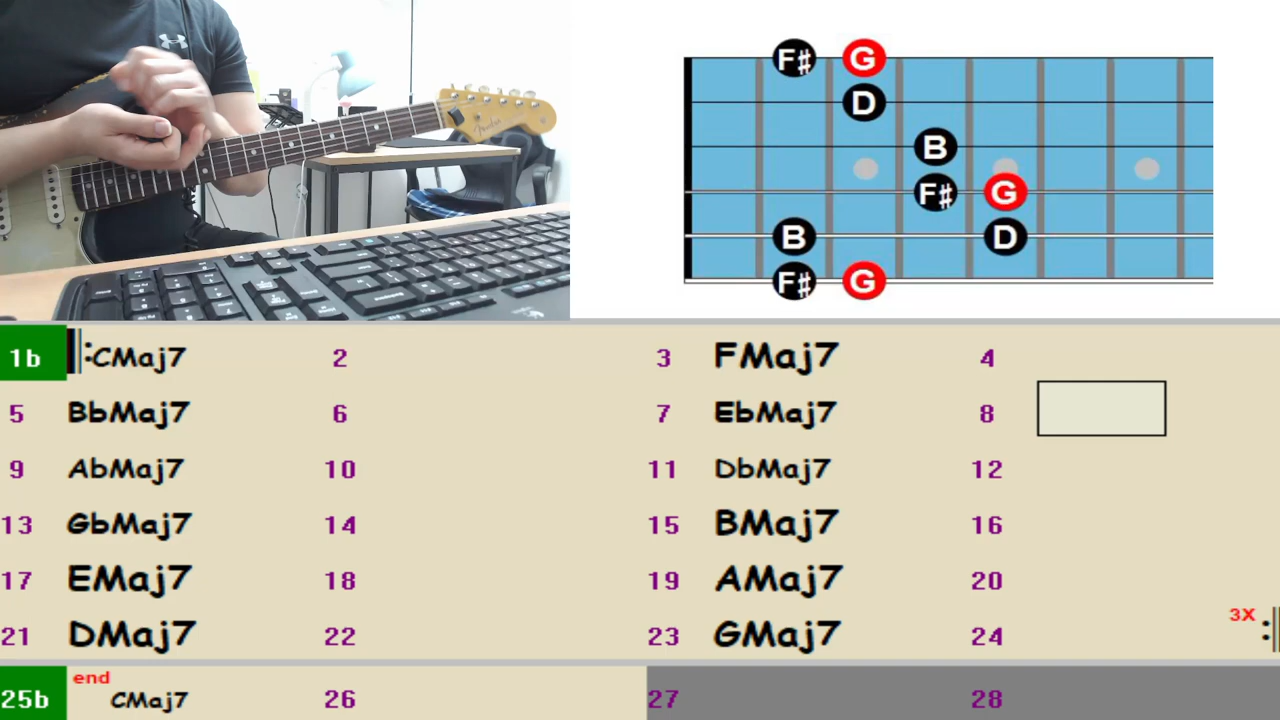 F# G
D
B
F# G
B D
F# G
Fender
1b CMaj7 2 3 FMaj7 4
5 BbMaj7 6 7 EbMaj7 8
9 AbMaj7 10 11 DbMaj7 12
13 GbMaj7 14 15 BMaj7 16
17 EMaj7 18 19 AMaj7 20
3X
21 DMaj7 22 23 GMaj7 24
end
25b CMaj7 26 27 28